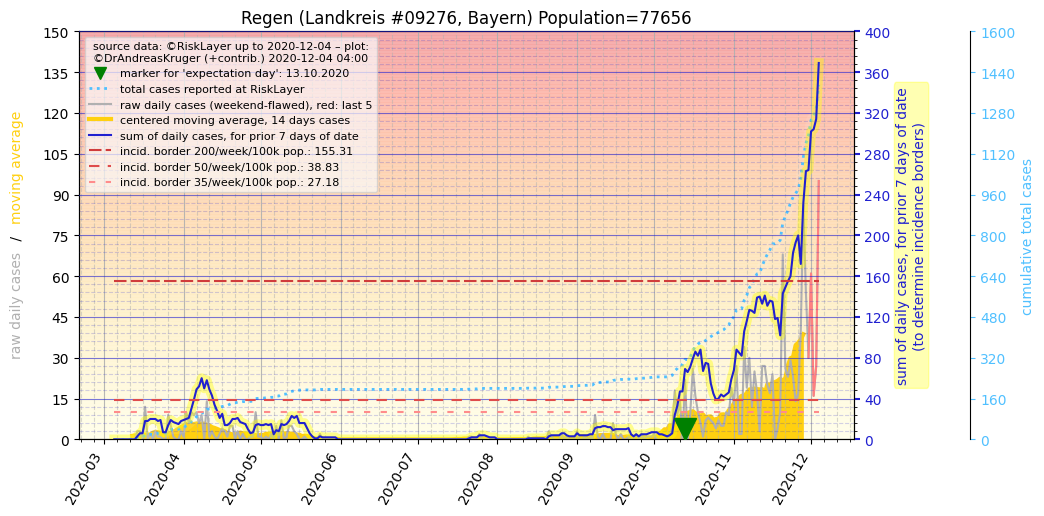 Regen (Landkreis #09276, Bayern) Population=77656
source data: ©RiskLayer up to 2020-12-04 – plot:
©DrAndreasKruger (+contrib.) 2020-12-04 04:00
marker for 'expectation day': 13.10.2020
total cases reported at RiskLayer
raw daily cases (weekend-flawed), red: last 5
centered moving average, 14 days cases
sum of daily cases, for prior 7 days of date
incid. border 200/week/100k pop.: 155.31
incid. border 50/week/100k pop.: 38.83
incid. border 35/week/100k pop.: 27.18
raw daily cases / moving average
150
135
120
105
90
75
60
45
30
15
0
2020-03
2020-04
2020-05
2020-06
2020-07
2020-08
2020-09
2020-10
2020-11
2020-12
400
360
320
280
240
200
160
120
80
40
0
sum of daily cases, for prior 7 days of date
(to determine incidence borders)
1600
1440
1280
1120
960
800
640
480
320
160
0
cumulative total cases